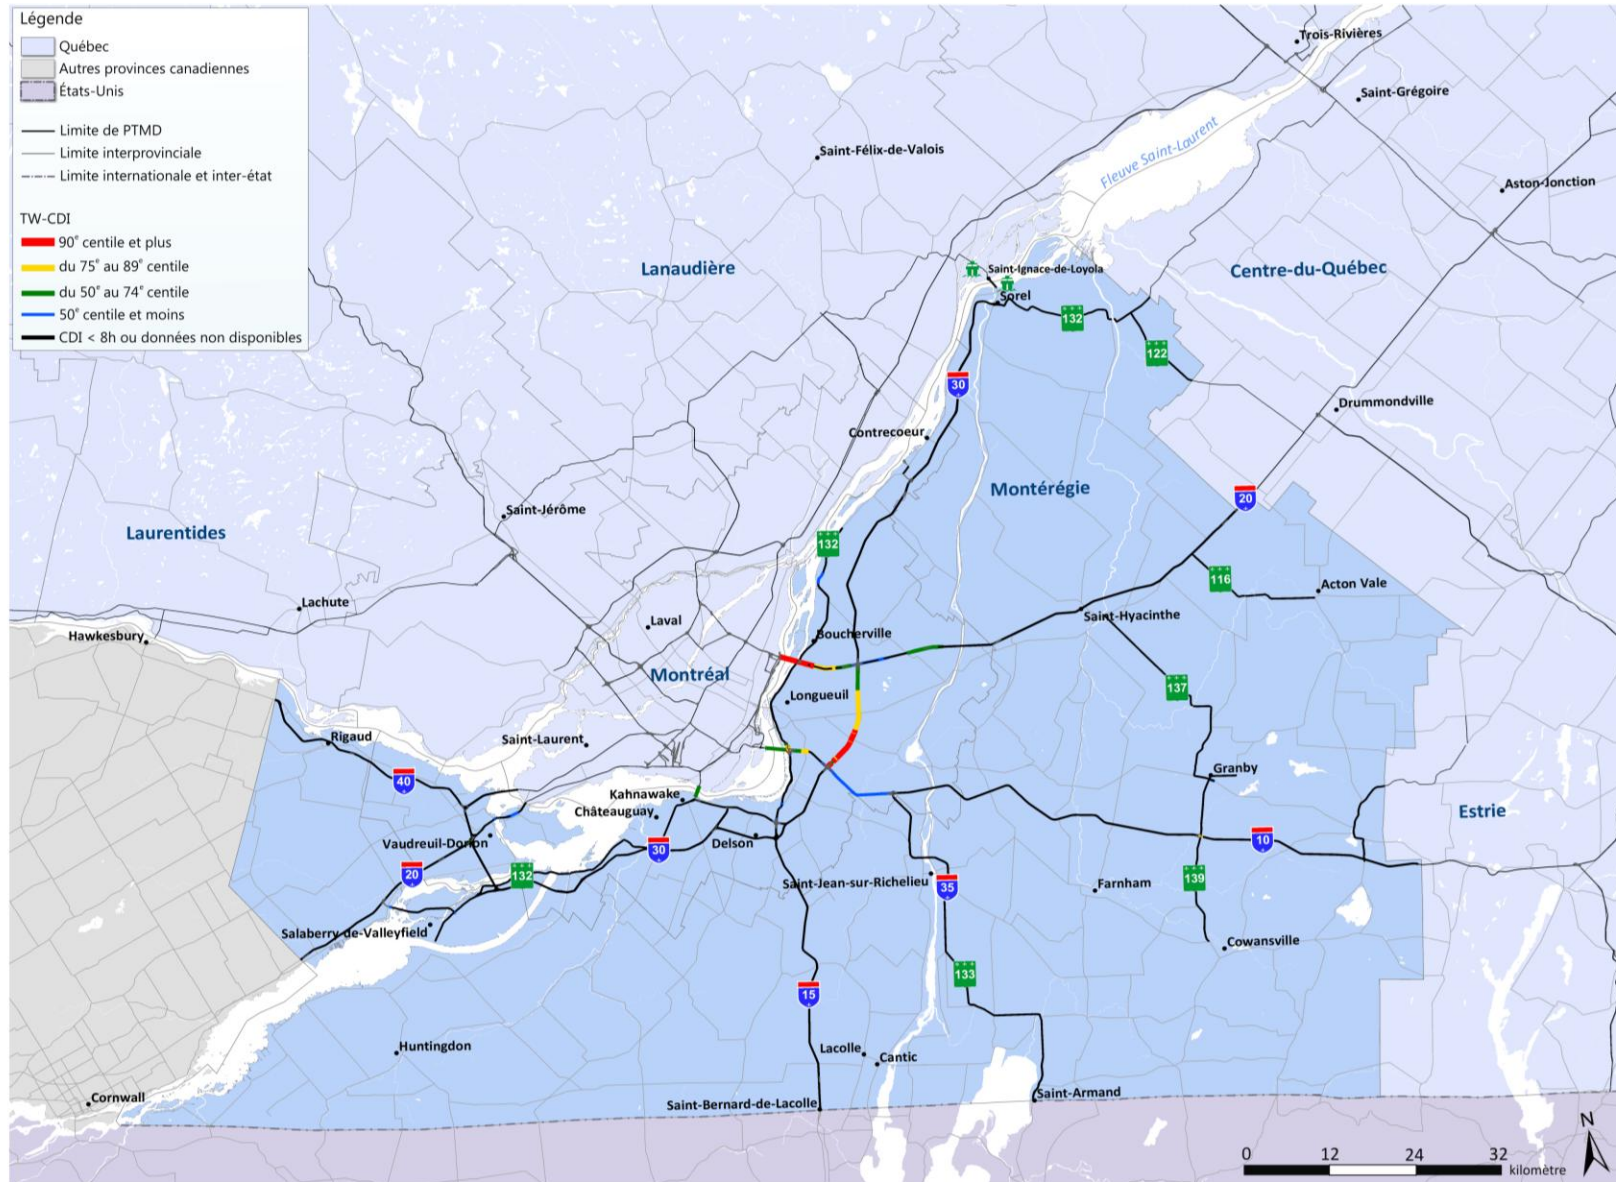 Légende
Québec
Autres provinces canadiennes
États-Unis
Limite de PTMD
Limite interprovinciale
Limite internationale et inter-état
TW-CDI
90e centile et plus
du 75e au 89e centile
du 50e au 74e centile
50e centile et moins
CDI < 8h ou données non disponibles
Trois-Rivières
Saint-Grégoire
Fleuve Saint-Laurent
Saint-Félix-de-Valois
Aston-Jonction
Lanaudière
Saint-Ignace-de-Loyola
Centre-du-Québec
Sorel
132
122
30
Drummondville
Contrecoeur
Montérégie
20
Saint-Jérôme
Laurentides
132
116
Acton Vale
Lachute
Saint-Hyacinthe
Laval
Hawkesbury
Boucherville
Montréal
137
Longueuil
Rigaud
Saint-Laurent
40
Granby
Kahnawake
Châteauguay
Estrie
Vaudreuil-Dorion
Delson
30
10
20
132
Saint-Jean-sur-Richelieu
35
Farnham
139
Salaberry-de-Valleyfield
Cowansville
133
15
Huntingdon
Lacolle
Cantic
Cornwall
Saint-Bernard-de-Lacolle
Saint-Armand
N
0 12 24 32
kilomètre